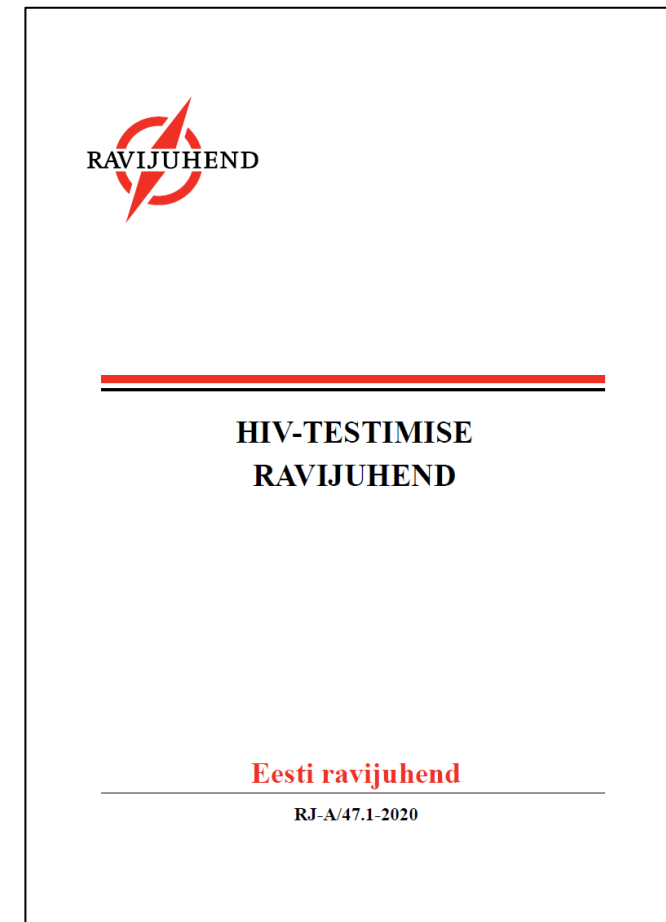 RAVIJUHEND
HIV-TESTIMISE
RAVIJUHEND
Eesti ravijuhend
RJ-A/47.1-2020